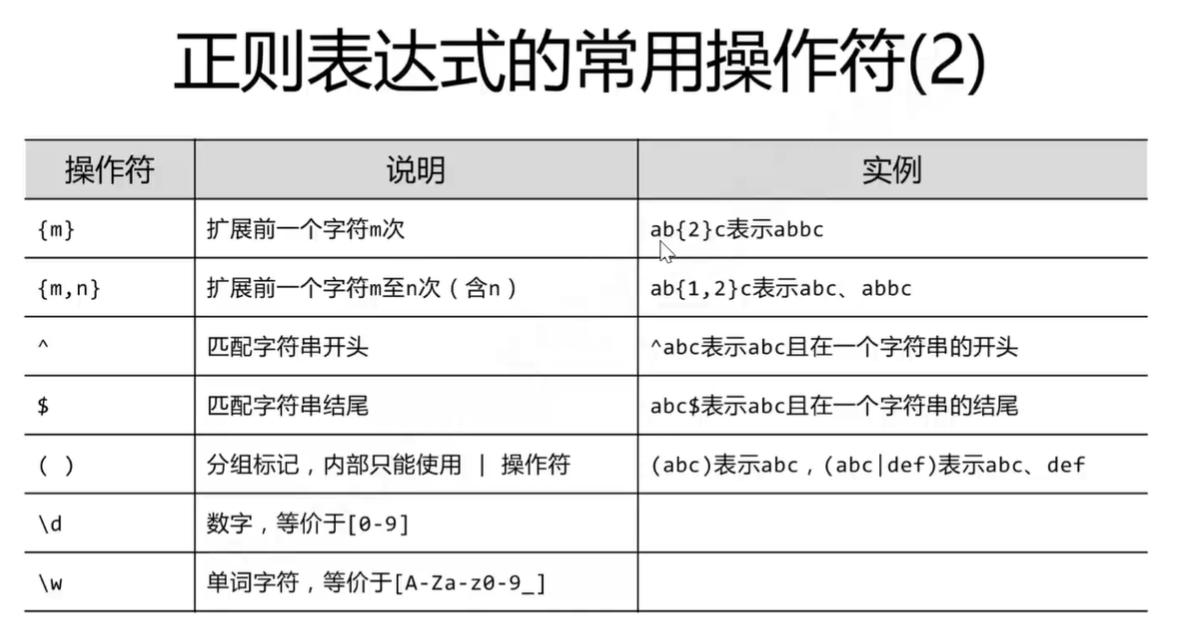 正则表达式的常用操作符(2)
操作符 说明 实例
{m} 扩展前一个字符m次 ab{2}c表示abbc
{m,n} 扩展前一个字符m至n次（含n） ab{1,2}c表示abc、abbc
^ 匹配字符串开头 ^abc表示abc且在一个字符串的开头
$ 匹配字符串结尾 abc$表示abc且在一个字符串的结尾
( ) 分组标记，内部只能使用 | 操作符 (abc)表示abc，(abc|def)表示abc、def
\d 数字，等价于[0-9]
\w 单词字符，等价于[A-Za-z0-9_]